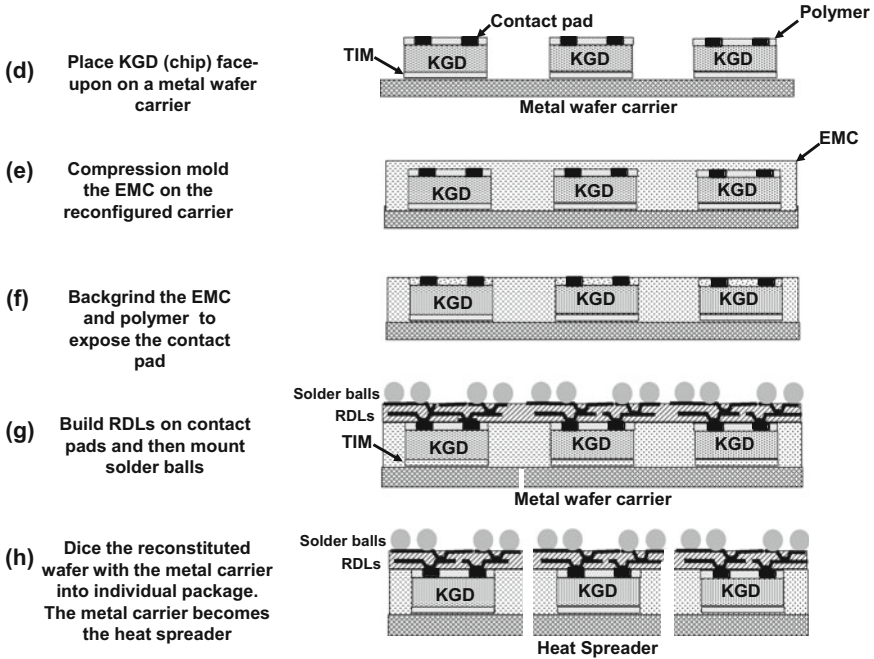 Contact pad
Polymer
TIM
(d)
Place KGD (chip) face-
upon on a metal wafer
carrier
KGD
KGD
KGD
Metal wafer carrier
EMC
(e)
Compression mold
the EMC on the
reconfigured carrier
KGD
KGD
KGD
(f)
Backgrind the EMC
and polymer to
expose the contact
pad
KGD
KGD
KGD
Solder balls
RDLs
(g)
Build RDLs on contact
pads and then mount
solder balls
TIM
KGD
KGD
KGD
Metal wafer carrier
Solder balls
RDLs
(h)
Dice the reconstituted
wafer with the metal carrier
into individual package.
The metal carrier becomes
the heat spreader
KGD
KGD
KGD
Heat Spreader